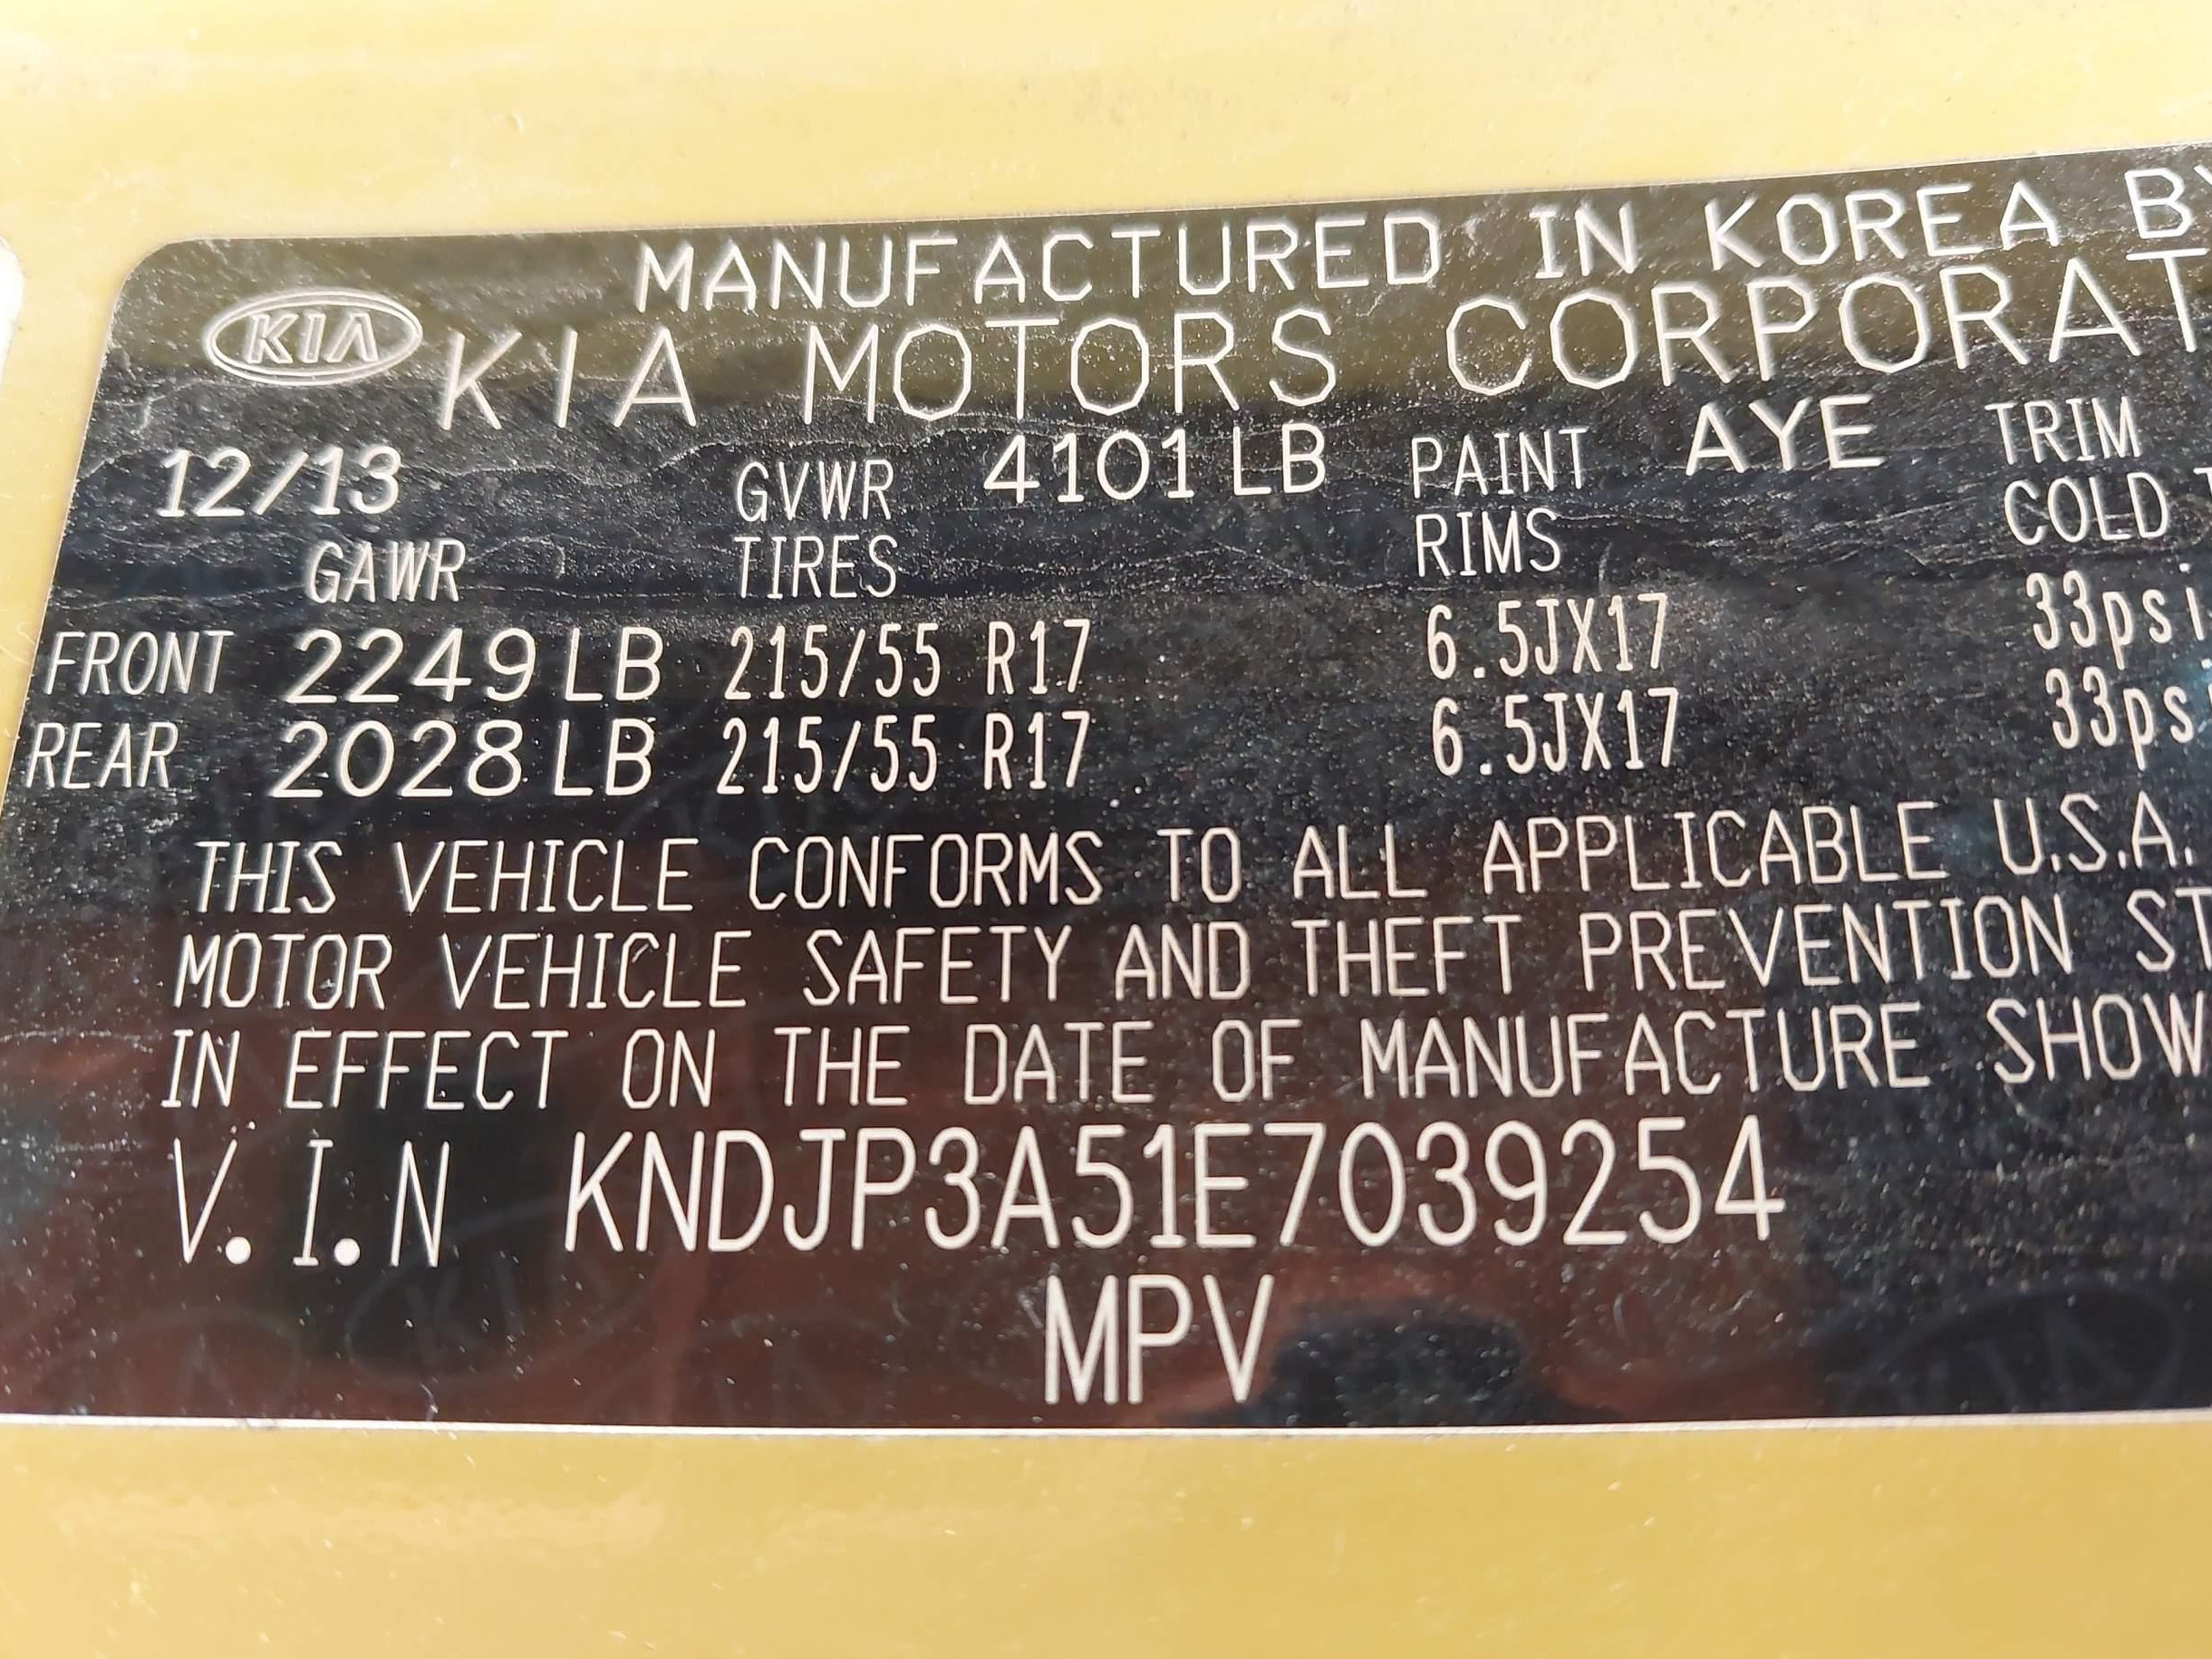 MANUFACTURED IN KOREA BY
KIA KIA MOTORS CORPORAT
12/13 GVWR 4101LB PAINT AYE TRIM
GAWR TIRES RIMS COLD
FRONT 2249LB 215/55 R17 6.5JX17 33psi
REAR 2028LB 215/55 R17 6.5JX17 33ps
THIS VEHICLE CONFORMS TO ALL APPLICABLE U.S.A.
MOTOR VEHICLE SAFETY AND THEFT PREVENTION ST
IN EFFECT ON THE DATE OF MANUFACTURE SHOW
V.I.N KNDJP3A51E7039254
MPV